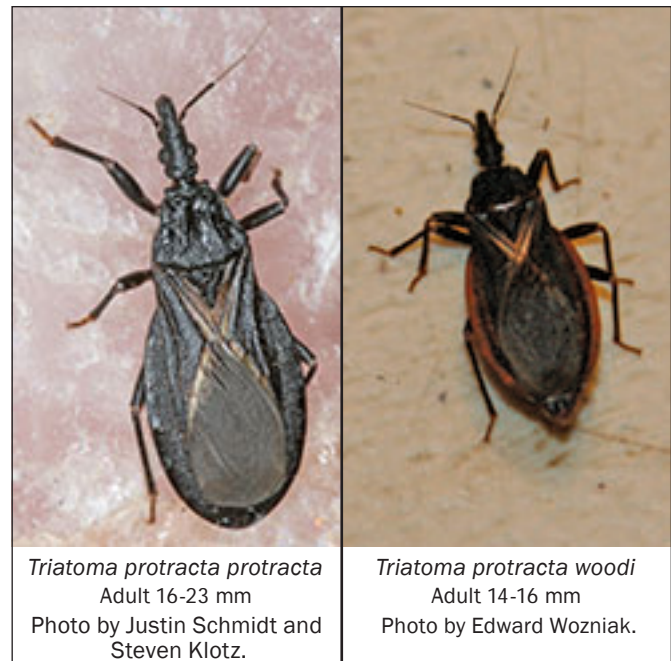 Triatoma protracta protracta
Adult 16-23 mm
Photo by Justin Schmidt and
Steven Klotz.
Triatoma protracta woodi
Adult 14-16 mm
Photo by Edward Wozniak.